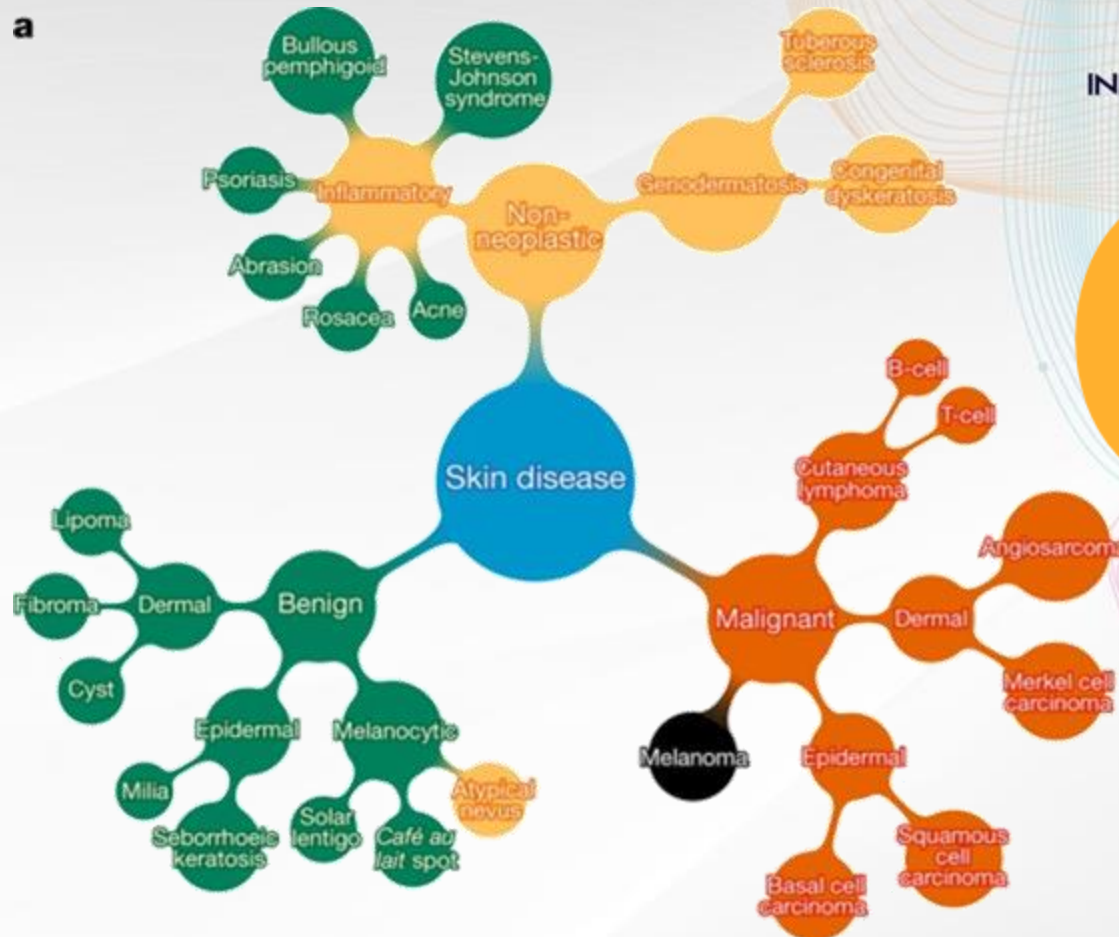 a
Bullous
pemphigoid
Stevens-
Johnson
syndrome
Tuberous
sclerosis
IN
Psoriasis
Inflammatory
Genodermatosis
Congenital
dyskeratosis
Non-
neoplastic
Abrasion
Rosacea
Acne
B-cell
T-cell
Cutaneous
lymphoma
Skin disease
Lipoma
Angiosarcom
Fibroma
Dermal
Benign
Malignant
Dermal
Cyst
Merkel cell
carcinoma
Epidermal
Melanocytic
Melanoma
Epidermal
Milia
Atypical
nevus
Seborrhoeic
keratosis
Solar
lentigo
Café au
lait spot
Squamous
cell
carcinoma
Basal cell
carcinoma